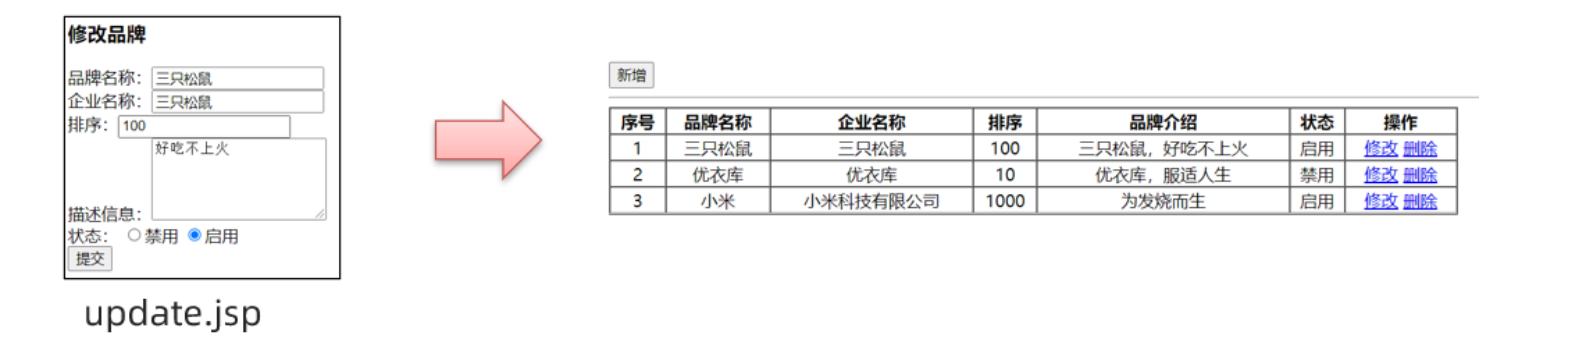 修改品牌
品牌名称： 三只松鼠
企业名称： 三只松鼠
排序： 100
好吃不上火
描述信息：
状态： 禁用 启用
提交
update.jsp
新增
序号 品牌名称 企业名称 排序 品牌介绍 状态 操作
1 三只松鼠 三只松鼠 100 三只松鼠，好吃不上火 启用 修改 删除
2 优衣库 优衣库 10 优衣库，服适人生 禁用 修改 删除
3 小米 小米科技有限公司 1000 为发烧而生 启用 修改 删除